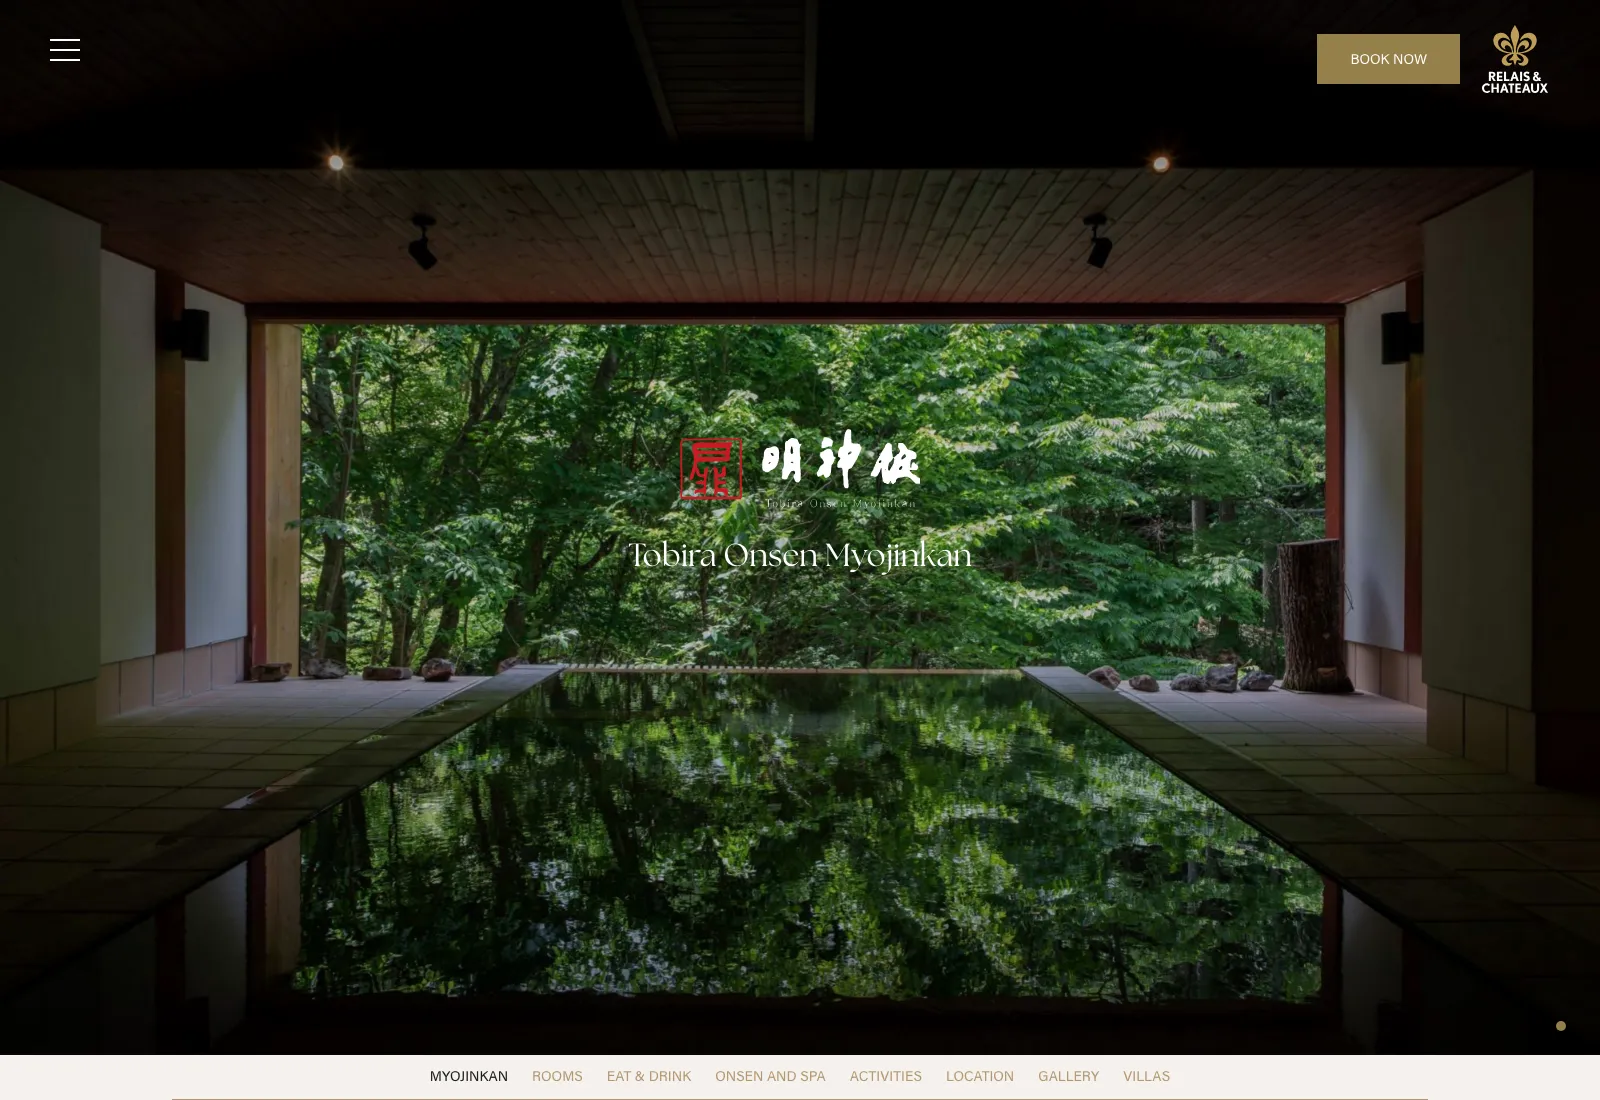 BOOK NOW
RELAIS &
CHATEAUX
扉
明神館
Tobira Onsen Myojinkan
Tobira Onsen Myojinkan
MYOJINKAN ROOMS EAT & DRINK ONSEN AND SPA ACTIVITIES LOCATION GALLERY VILLAS